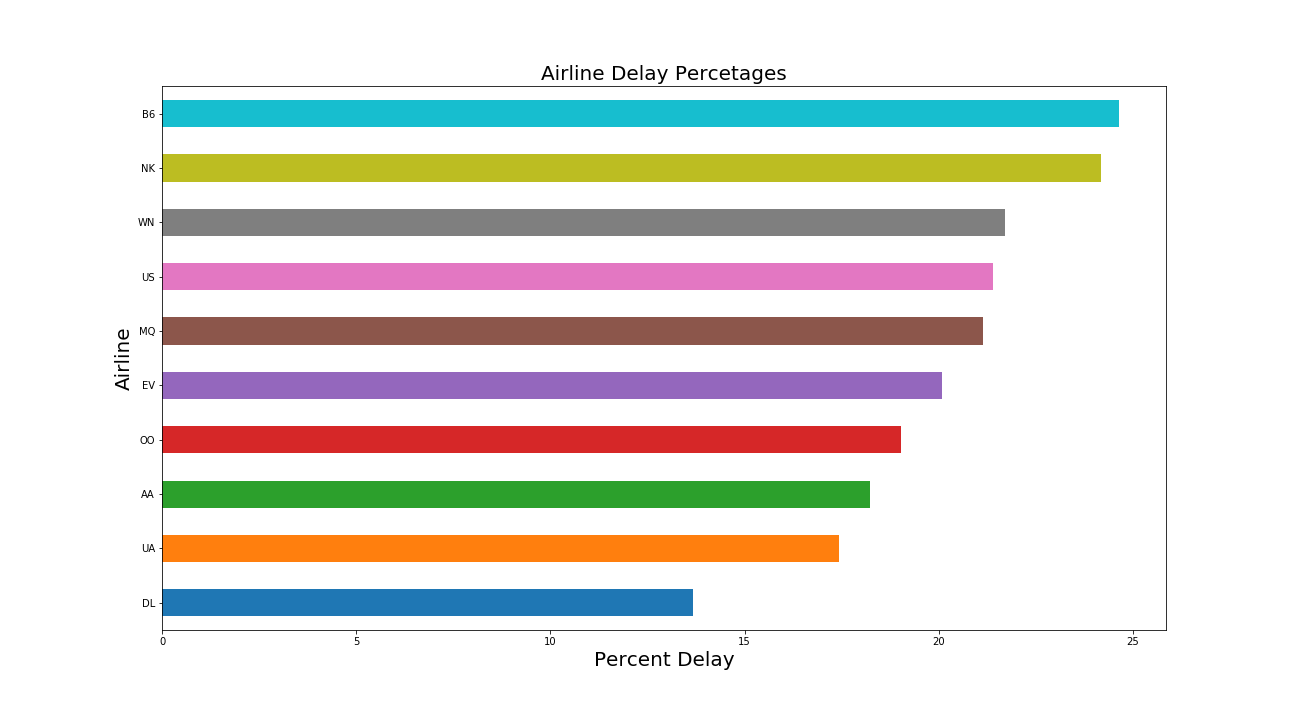 Airline Delay Percetages
B6
NK
WN
US
MQ
EV
OO
AA
UA
DL
Airline
0 5 10 15 20 25
Percent Delay